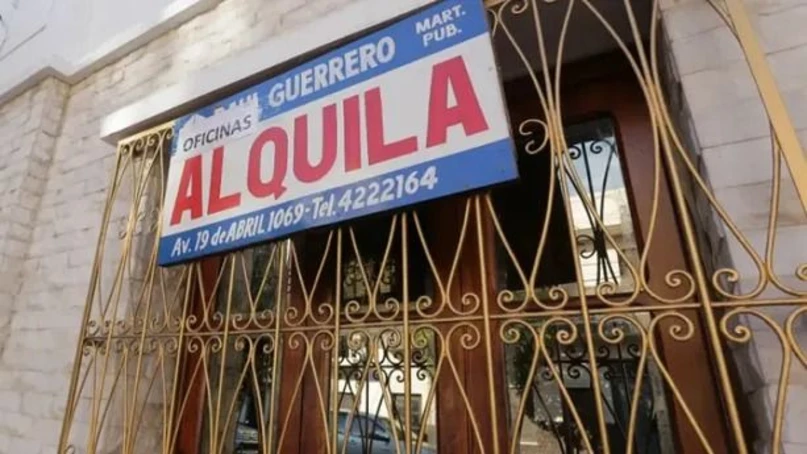 GUERRERO MART.
PUB.
OFICINAS
ALQUILA
Av. 19 de ABRIL 1069-Tel. 4222164